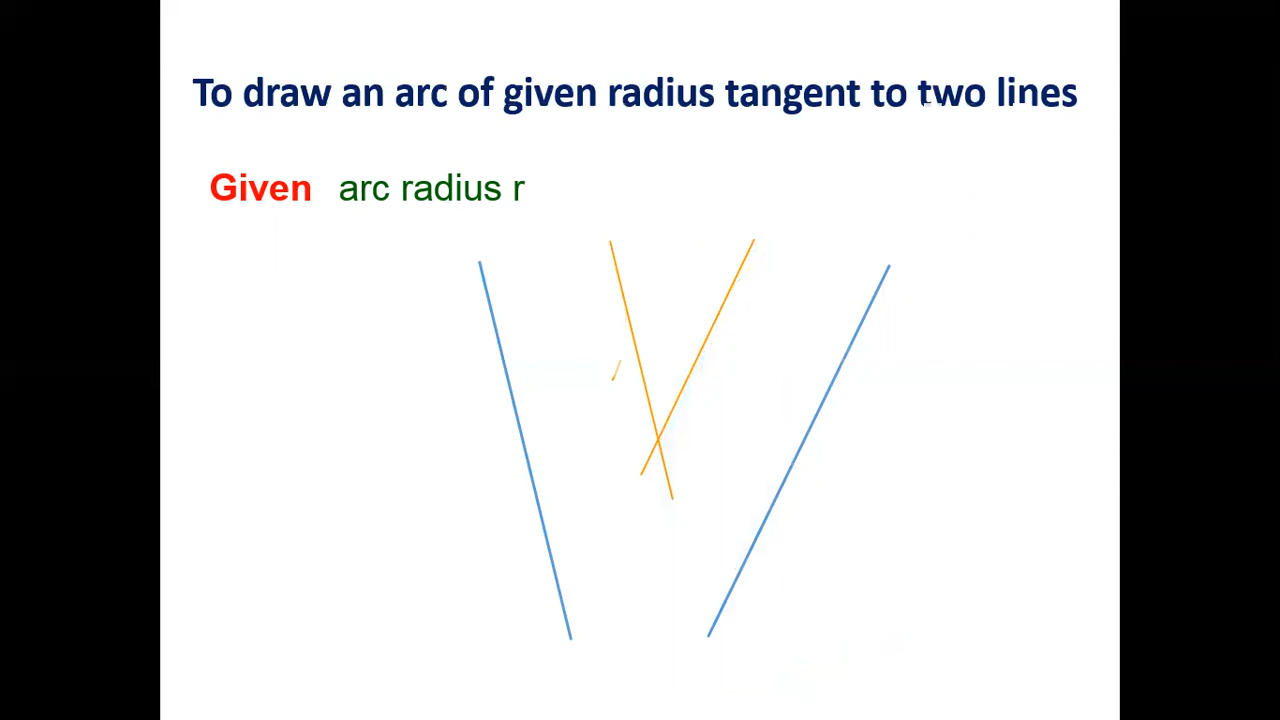 To draw an arc of given radius tangent to two lines
Given arc radius r